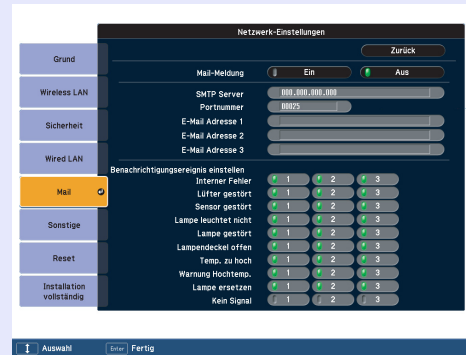 Netzwerk-Einstellungen
Zurück
Grund
Wireless LAN
Sicherheit
Wired LAN
Mail
Sonstige
Reset
Installation
vollständig
Mail-Meldung Ein Aus
SMTP Server 000.000.000.000
Portnummer 00025
E-Mail Adresse 1
E-Mail Adresse 2
E-Mail Adresse 3
Benachrichtigungsereignis einstellen
Interner Fehler 1 2 3
Lüfter gestört 1 2 3
Sensor gestört 1 2 3
Lampe leuchtet nicht 1 2 3
Lampe gestört 1 2 3
Lampendeckel offen 1 2 3
Temp. zu hoch 1 2 3
Warnung Hochtemp. 1 2 3
Lampe ersetzen 1 2 3
Kein Signal 1 2 3
Auswahl Enter Fertig